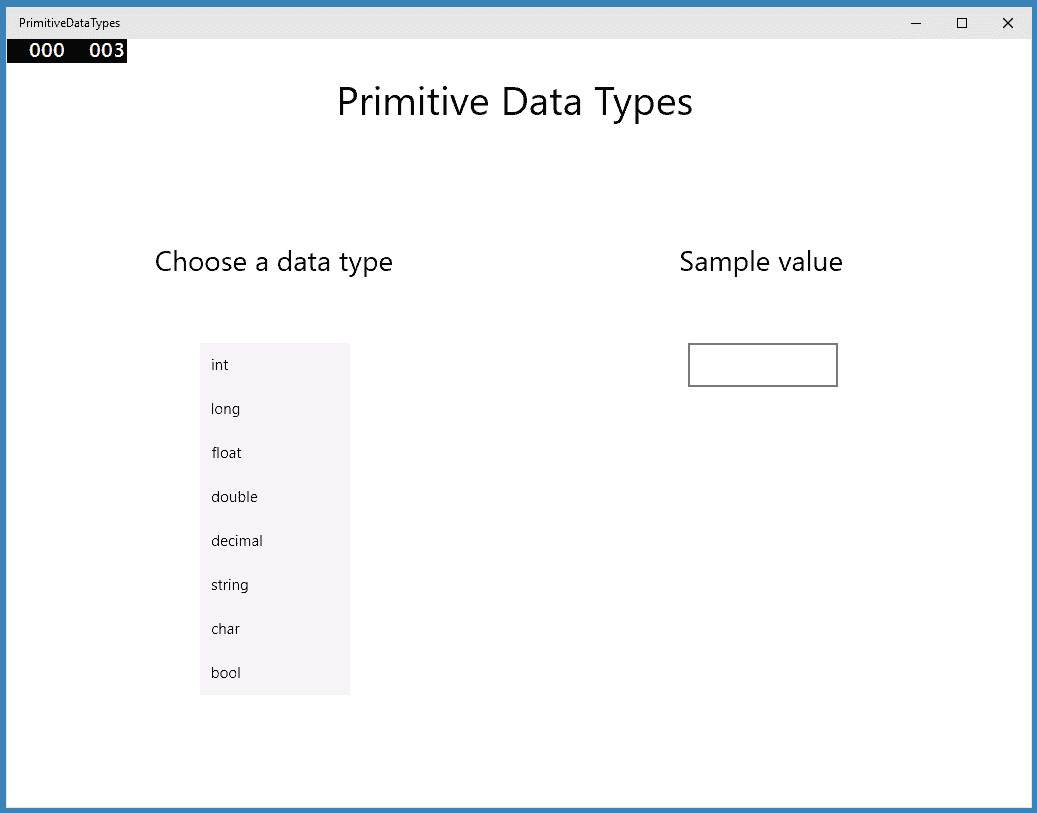 PrimitiveDataTypes
000 003
Primitive Data Types
Choose a data type
Sample value
int
long
float
double
decimal
string
char
bool